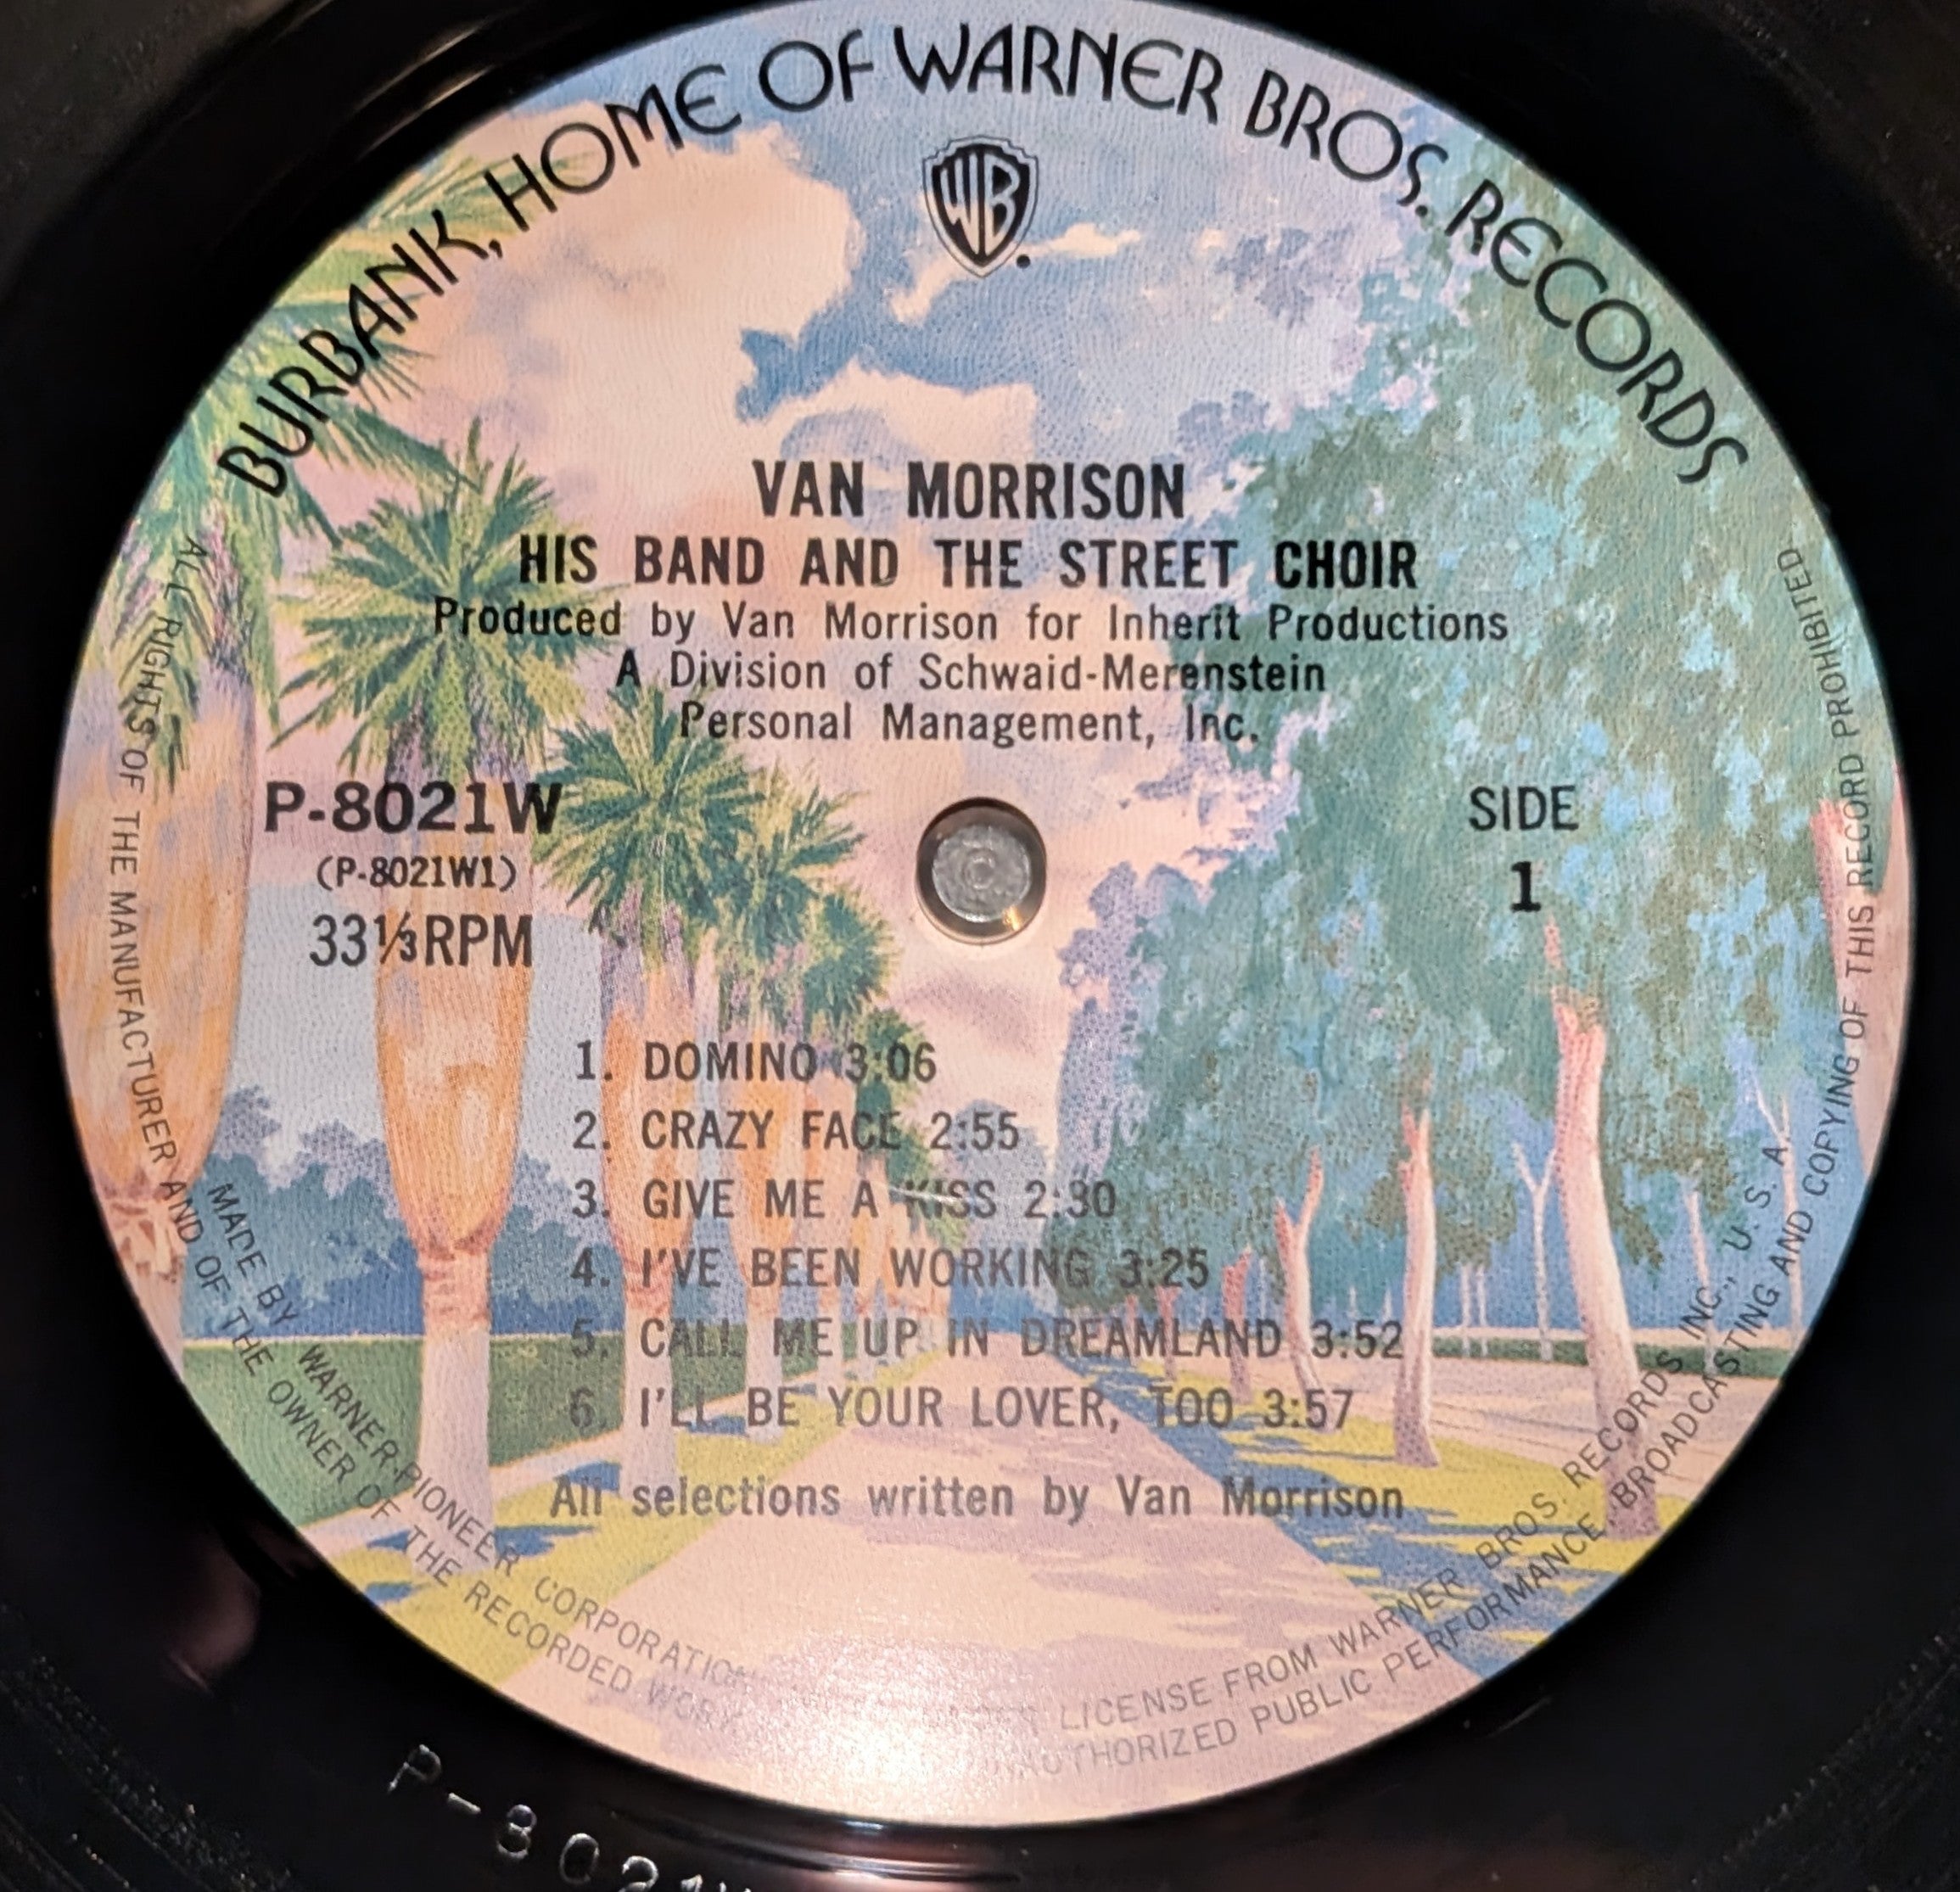 BURBANK, HOME OF WARNER BROS. RECORDS
WB
VAN MORRISON
HIS BAND AND THE STREET CHOIR
Produced by Van Morrison for Inherit Productions
A Division of Schwaid-Merenstein
Personal Management, Inc.
P-8021W
(P-8021W1)
33⅓RPM
SIDE
1
1. DOMINO 3:06
2. CRAZY FACE 2:55
3. GIVE ME A KISS 2:30
4. I'VE BEEN WORKING 3:25
5. CALL ME UP IN DREAMLAND 3:52
6. I'LL BE YOUR LOVER, TOO 3:57
All selections written by Van Morrison
MADE BY WARNER-PIONEER CORPORATION LICENSE FROM WARNER BROS. RECORDS INC., U. S. A.
ALL RIGHTS OF THE MANUFACTURER AND OF THE OWNER OF THE RECORDED WORK UNAUTHORIZED PUBLIC PERFORMANCE, BROADCASTING AND COPYING OF THIS RECORD PROHIBITED.
P-8021W